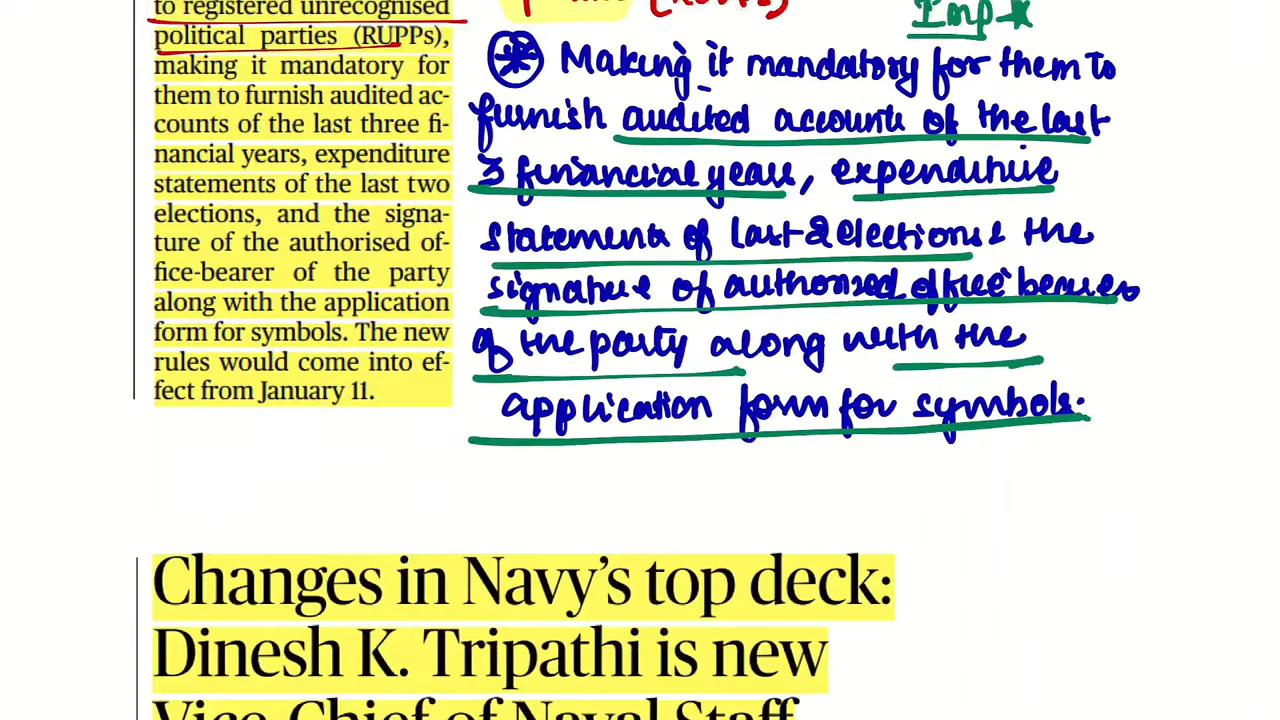 to registered unrecognised
political parties (RUPPs),
making it mandatory for
them to furnish audited ac-
counts of the last three fi-
nancial years, expenditure
statements of the last two
elections, and the signa-
ture of the authorised of-
fice-bearer of the party
along with the application
form for symbols. The new
rules would come into ef-
fect from January 11.
Imp
Making it mandatory for them to
furnish audited accounts of the last
3 financial years, expenditure
statements of last 2 elections & the
signature of authorised office bearer
of the party along with the
application form for symbols.
Changes in Navy’s top deck:
Dinesh K. Tripathi is new
Vice-Chief of Naval Staff